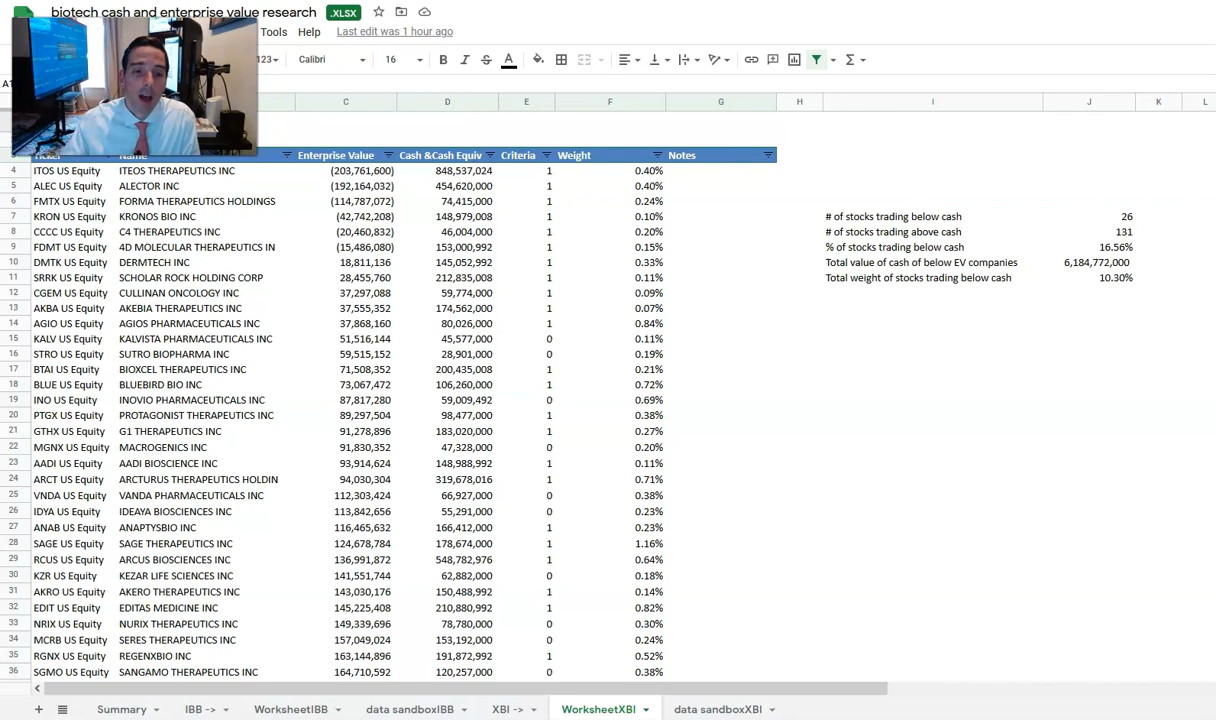 biotech cash and enterprise value research .XLSX
Tools Help Last edit was 1 hour ago
123 Calibri 16 B I S A
C D E F G H I J K L
Name Enterprise Value Cash &Cash Equiv Criteria Weight Notes
4 ITOS US Equity ITEOS THERAPEUTICS INC (203,761,600) 848,537,024 1 0.40%
5 ALEC US Equity ALECTOR INC (192,164,032) 454,620,000 1 0.40%
6 FMTX US Equity FORMA THERAPEUTICS HOLDINGS (114,787,072) 74,415,000 1 0.24%
7 KRON US Equity KRONOS BIO INC (42,742,208) 148,979,008 1 0.10% # of stocks trading below cash 26
8 CCCC US Equity C4 THERAPEUTICS INC (20,460,832) 46,004,000 1 0.20% # of stocks trading above cash 131
9 FDMT US Equity 4D MOLECULAR THERAPEUTICS IN (15,486,080) 153,000,992 1 0.15% % of stocks trading below cash 16.56%
10 DMTK US Equity DERMTECH INC 18,811,136 145,052,992 1 0.33% Total value of cash of below EV companies 6,184,772,000
11 SRRK US Equity SCHOLAR ROCK HOLDING CORP 28,455,760 212,835,008 1 0.11% Total weight of stocks trading below cash 10.30%
12 CGEM US Equity CULLINAN ONCOLOGY INC 37,297,088 59,774,000 1 0.09%
13 AKBA US Equity AKEBIA THERAPEUTICS INC 37,555,352 174,562,000 1 0.07%
14 AGIO US Equity AGIOS PHARMACEUTICALS INC 37,868,160 80,026,000 1 0.84%
15 KALV US Equity KALVISTA PHARMACEUTICALS INC 51,516,144 45,577,000 0 0.11%
16 STRO US Equity SUTRO BIOPHARMA INC 59,515,152 28,901,000 0 0.19%
17 BTAI US Equity BIOXCEL THERAPEUTICS INC 71,508,352 200,435,008 1 0.21%
18 BLUE US Equity BLUEBIRD BIO INC 73,067,472 106,260,000 1 0.72%
19 INO US Equity INOVIO PHARMACEUTICALS INC 87,817,280 59,009,492 0 0.69%
20 PTGX US Equity PROTAGONIST THERAPEUTICS INC 89,297,504 98,477,000 1 0.38%
21 GTHX US Equity G1 THERAPEUTICS INC 91,278,896 183,020,000 1 0.27%
22 MGNX US Equity MACROGENICS INC 91,830,352 47,328,000 0 0.20%
23 AADI US Equity AADI BIOSCIENCE INC 93,914,624 148,988,992 1 0.11%
24 ARCT US Equity ARCTURUS THERAPEUTICS HOLDIN 94,030,304 319,678,016 1 0.71%
25 VNDA US Equity VANDA PHARMACEUTICALS INC 112,303,424 66,927,000 0 0.38%
26 IDYA US Equity IDEAYA BIOSCIENCES INC 113,842,656 55,291,000 0 0.23%
27 ANAB US Equity ANAPTYSBIO INC 116,465,632 166,412,000 1 0.23%
28 SAGE US Equity SAGE THERAPEUTICS INC 124,678,784 178,674,000 1 1.16%
29 RCUS US Equity ARCUS BIOSCIENCES INC 136,991,872 548,782,976 1 0.64%
30 KZR US Equity KEZAR LIFE SCIENCES INC 141,551,744 62,882,000 0 0.18%
31 AKRO US Equity AKERO THERAPEUTICS INC 143,030,176 150,488,992 1 0.14%
32 EDIT US Equity EDITAS MEDICINE INC 145,225,408 210,880,992 1 0.82%
33 NRIX US Equity NURIX THERAPEUTICS INC 149,339,696 78,780,000 0 0.30%
34 MCRB US Equity SERES THERAPEUTICS INC 157,049,024 153,192,000 0 0.24%
35 RGNX US Equity REGENXBIO INC 163,144,896 191,872,992 1 0.52%
36 SGMO US Equity SANGAMO THERAPEUTICS INC 164,710,592 120,257,000 0 0.38%
Summary IBB -> WorksheetIBB data sandboxIBB XBI -> WorksheetXBI data sandboxXBI